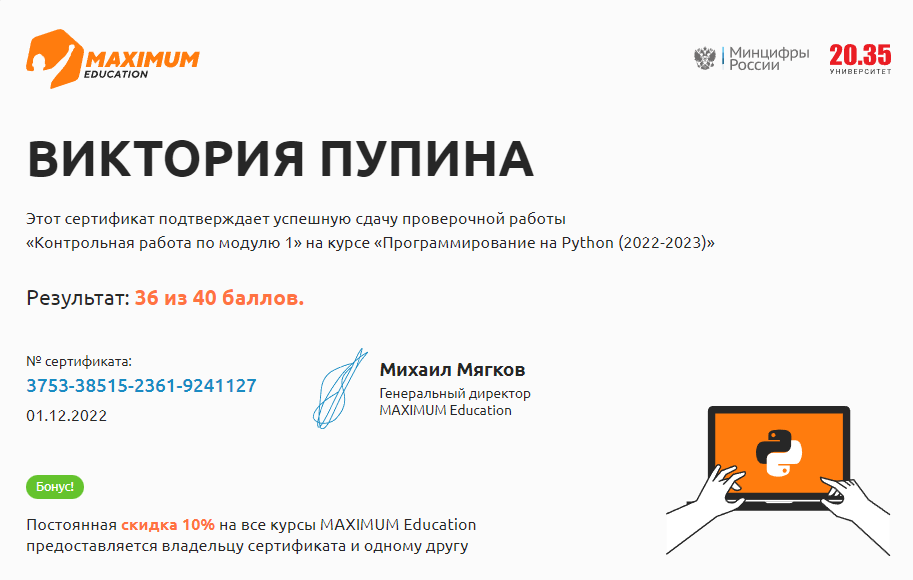 MAXIMUM
EDUCATION
Минцифры
России
20.35
УНИВЕРСИТЕТ
ВИКТОРИЯ ПУПИНА
Этот сертификат подтверждает успешную сдачу проверочной работы
«Контрольная работа по модулю 1» на курсе «Программирование на Python (2022-2023)»
Результат: 36 из 40 баллов.
№ сертификата:
3753-38515-2361-9241127
01.12.2022
Михаил Мягков
Генеральный директор
MAXIMUM Education
Бонус!
Постоянная скидка 10% на все курсы MAXIMUM Education
предоставляется владельцу сертификата и одному другу